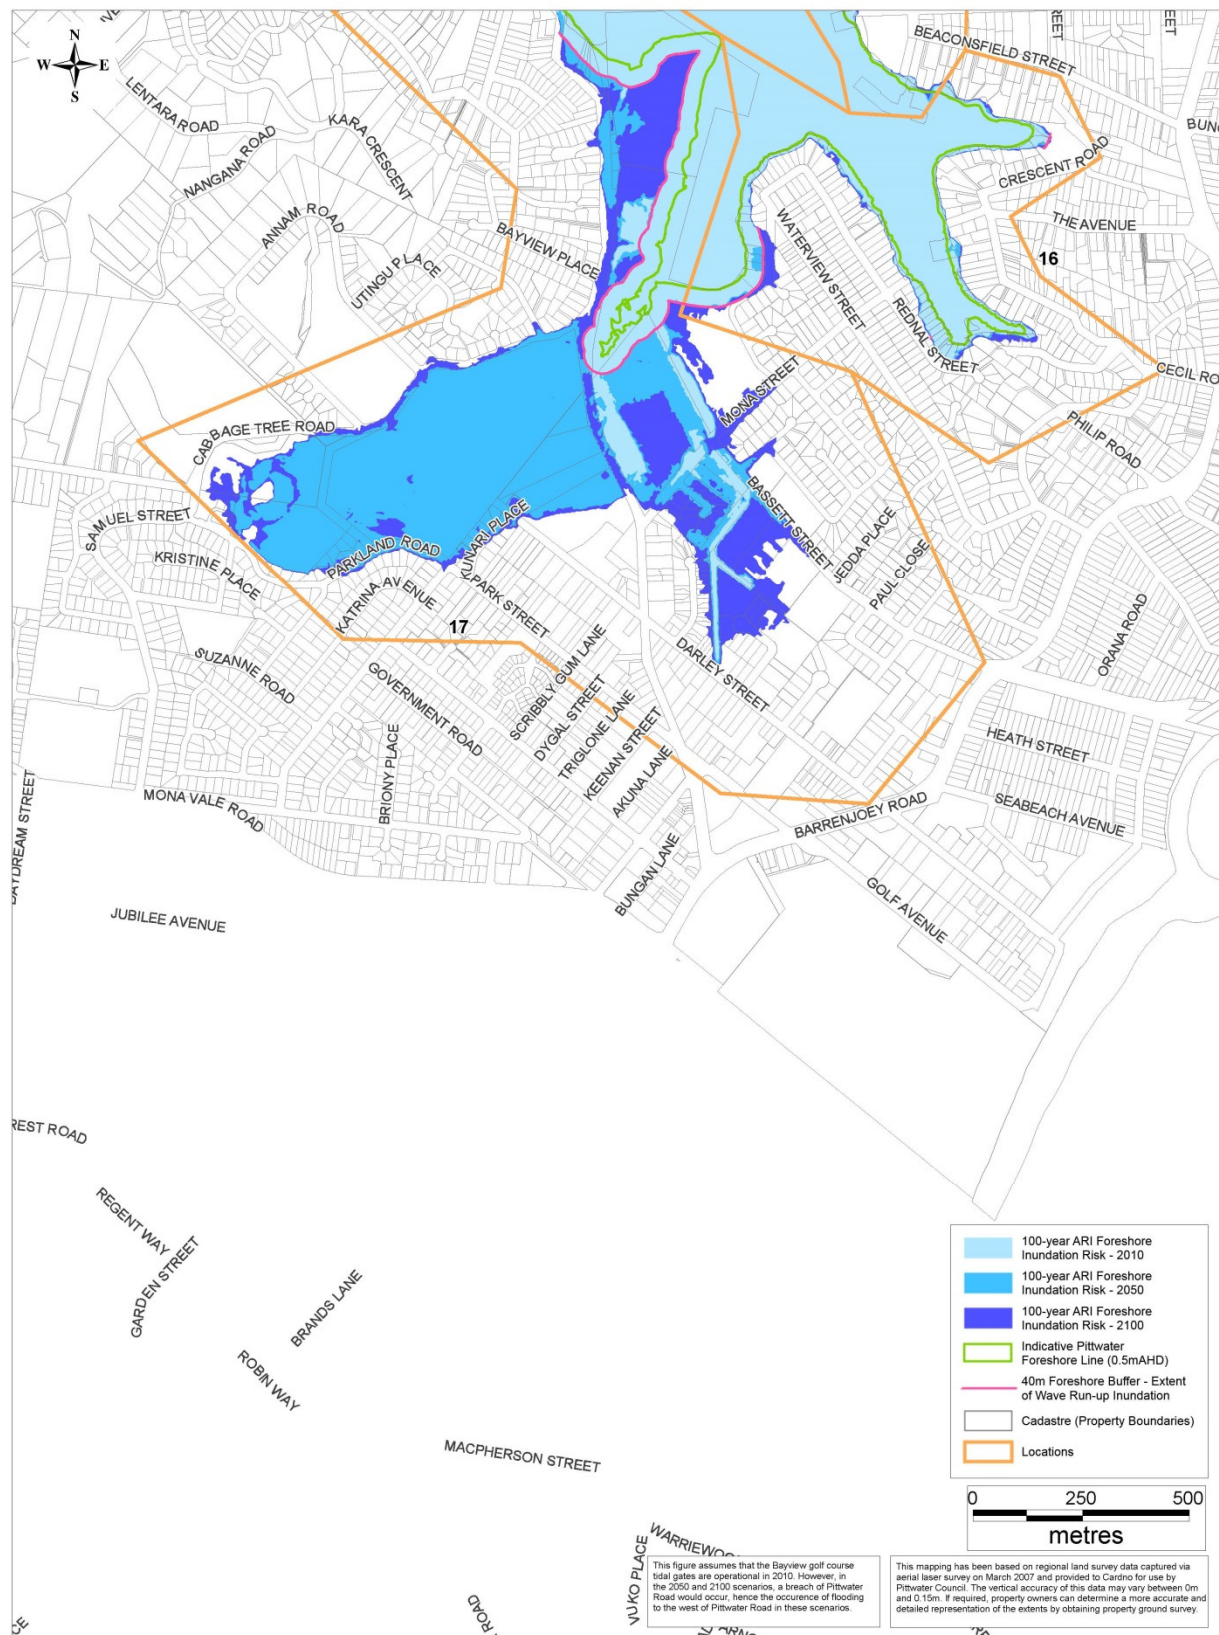 N
W E
S
BEACONSFIELD STREET
STREET
STREET
LENTARA ROAD
KARA CRESCENT
NANGANA ROAD
CRESCENT ROAD
ANNAM ROAD
BAYVIEW PLACE
WATERVIEW STREET
THE AVENUE
16
UTINGU PLACE
REDNAL STREET
CECIL RO
MONA STREET
PHILIP ROAD
CABBAGE TREE ROAD
SAMUEL STREET
BASSETT STREET
KUNARI PLACE
PARKLAND ROAD
JEDDA PLACE
KRISTINE PLACE
PAUL CLOSE
KATRINA AVENUE
PARK STREET
17
ORANA ROAD
SUZANNE ROAD
SCRIBBLY GUM LANE
DARLEY STREET
GOVERNMENT ROAD
DYGAL STREET
TRIGLONE LANE
KEENAN STREET
AKUNA LANE
HEATH STREET
BRIONY PLACE
MONA VALE ROAD
BARRENJOEY ROAD
SEABEACH AVENUE
DAYDREAM STREET
BUNGAN LANE
GOLF AVENUE
JUBILEE AVENUE
REST ROAD
REGENT WAY
GARDEN STREET
BRANDS LANE
ROBIN WAY
MACPHERSON STREET
WARRIEWOO
VUKO PLACE
ROAD
CE
100-year ARI Foreshore
Inundation Risk - 2010
100-year ARI Foreshore
Inundation Risk - 2050
100-year ARI Foreshore
Inundation Risk - 2100
Indicative Pittwater
Foreshore Line (0.5mAHD)
40m Foreshore Buffer - Extent
of Wave Run-up Inundation
Cadastre (Property Boundaries)
Locations
0 250 500
metres
This figure assumes that the Bayview golf course
tidal gates are operational in 2010. However, in
the 2050 and 2100 scenarios, a breach of Pittwater
Road would occur, hence the occurence of flooding
to the west of Pittwater Road in these scenarios.
This mapping has been based on regional land survey data captured via
aerial laser survey on March 2007 and provided to Cardno for use by
Pittwater Council. The vertical accuracy of this data may vary between 0m
and 0.15m. If required, property owners can determine a more accurate and
detailed representation of the extents by obtaining property ground survey.